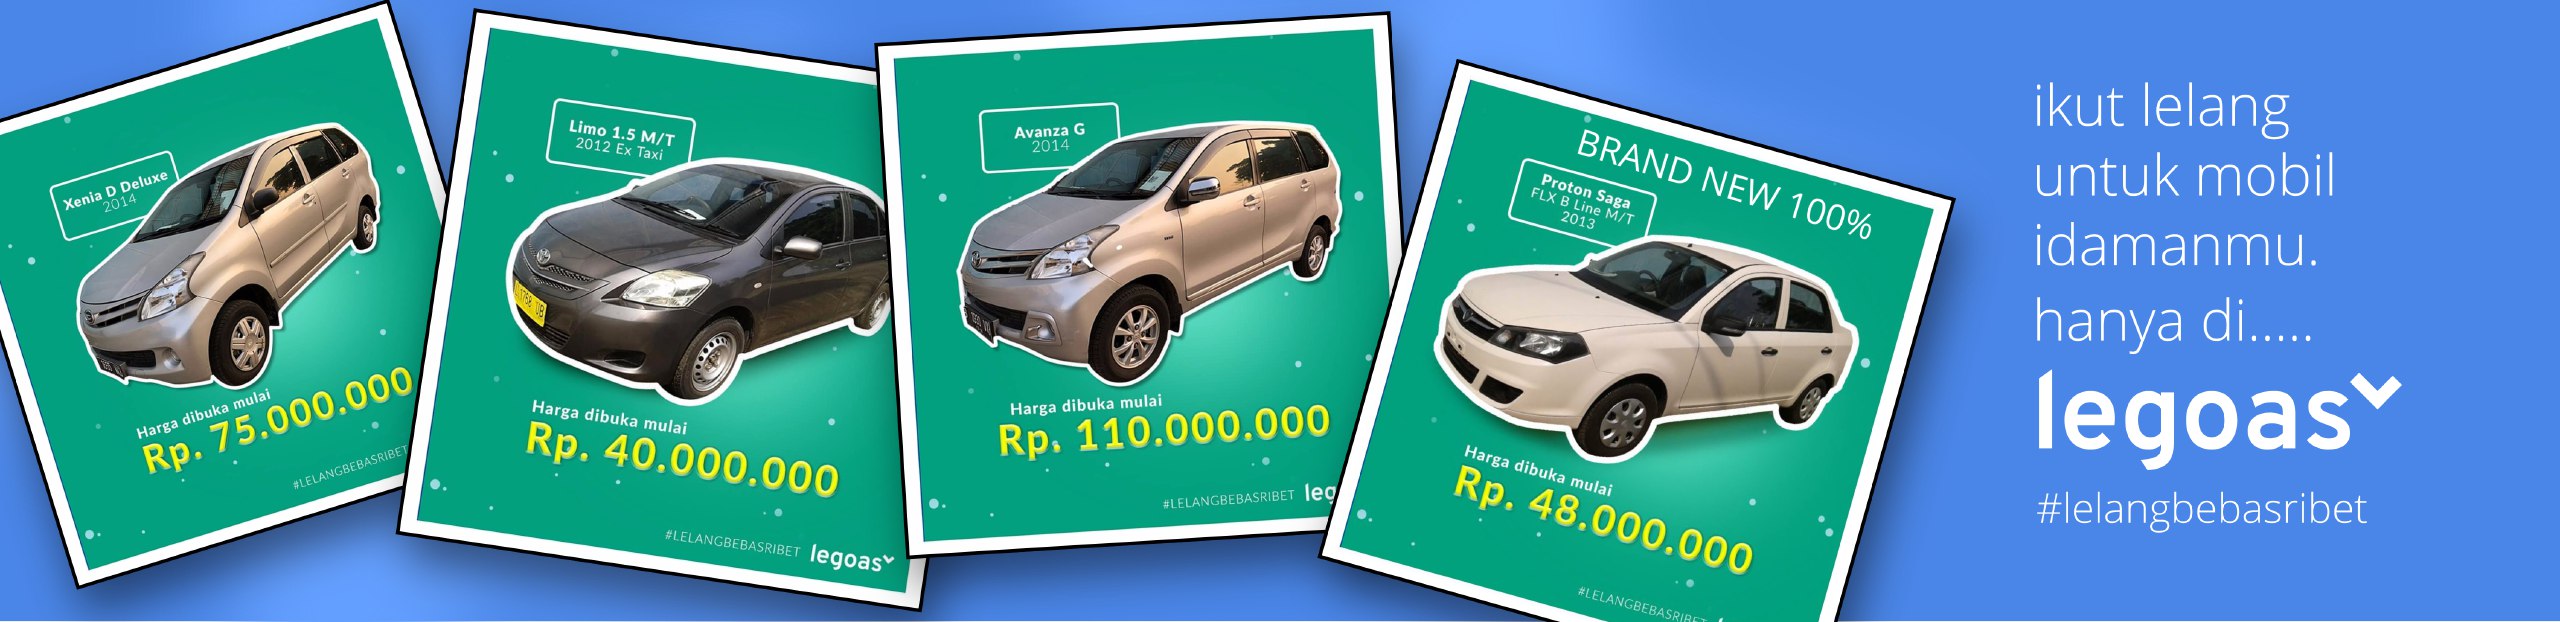 Xenia D Deluxe
2014
Harga dibuka mulai
Rp. 75.000.000
#LELANGBEBASRIBET
Limo 1.5 M/T
2012 Ex Taxi
Harga dibuka mulai
Rp. 40.000.000
#LELANGBEBASRIBET legoas
Avanza G
2014
Harga dibuka mulai
Rp. 110.000.000
#LELANGBEBASRIBET leg
BRAND NEW 100%
Proton Saga
FLX B Line M/T
2013
Harga dibuka mulai
Rp. 48.000.000
#LELANGBEBASRIBET
ikut lelang
untuk mobil
idamanmu.
hanya di.....
legoas
#lelangbebasribet